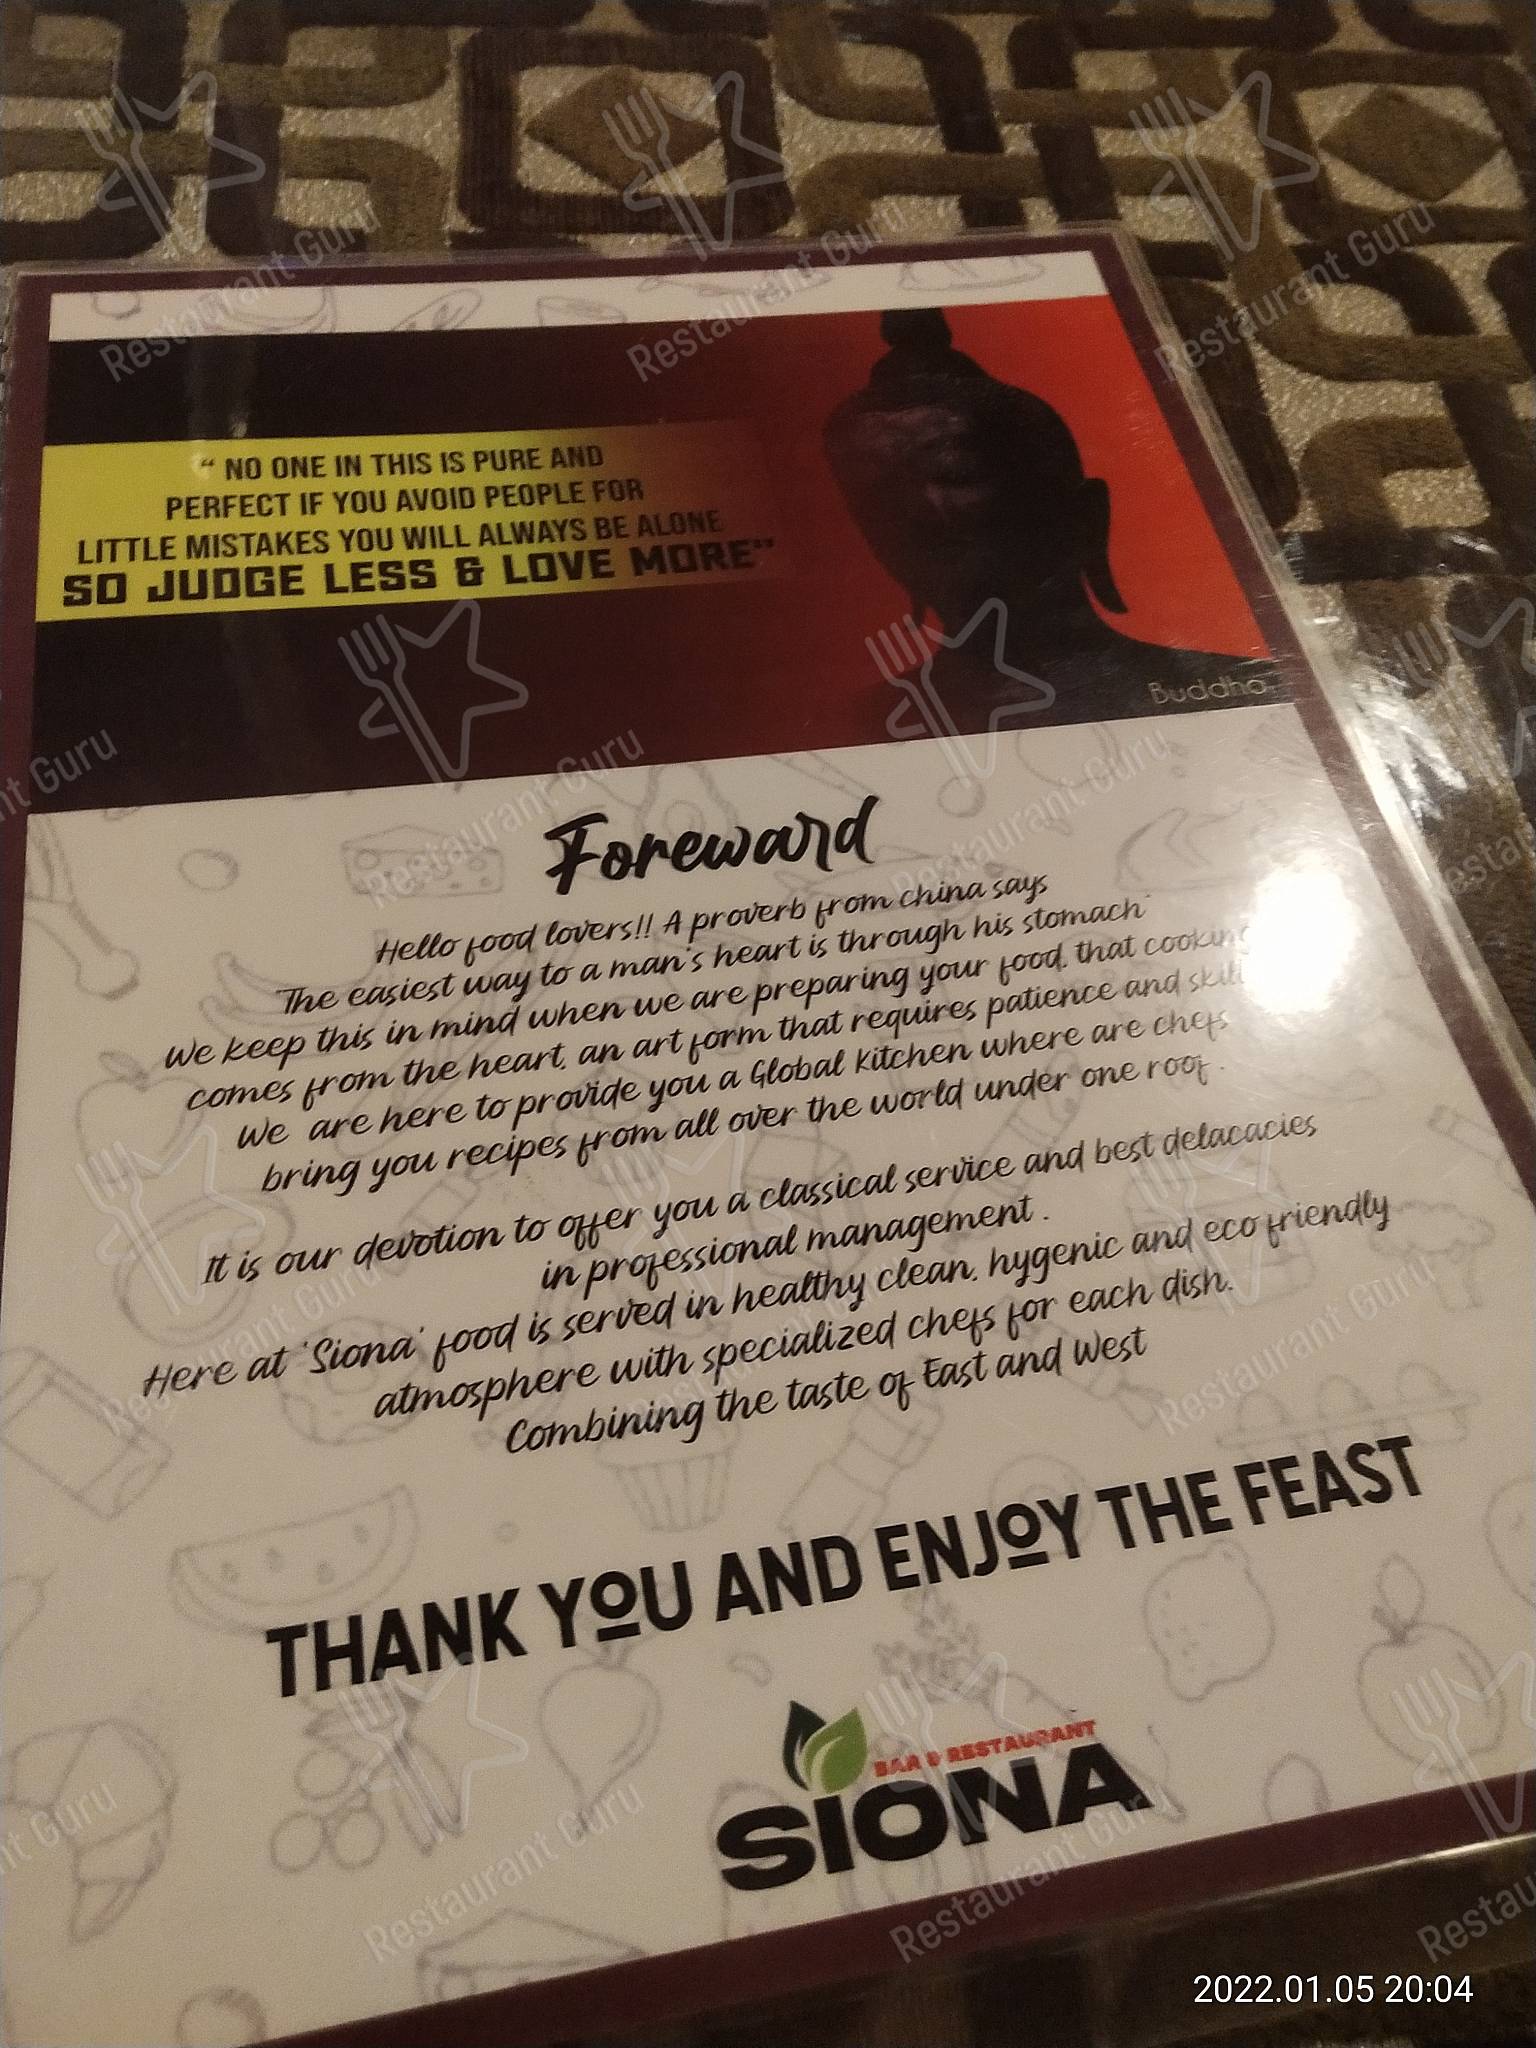 “ NO ONE IN THIS IS PURE AND
PERFECT IF YOU AVOID PEOPLE FOR
LITTLE MISTAKES YOU WILL ALWAYS BE ALONE
SO JUDGE LESS & LOVE MORE”
Buddha
Foreward
Hello food lovers!! A proverb from china says
"The easiest way to a man's heart is through his stomach"
We keep this in mind when we are preparing your food, that cooking
comes from the heart, an art form that requires patience and skill
We are here to provide you a Global Kitchen where are chefs
bring you recipes from all over the world under one roof.
It is our devotion to offer you a classical service and best delacacies
in professional management.
Here at 'Siona' food is served in healthy clean, hygenic and eco friendly
atmosphere with specialized chefs for each dish.
Combining the taste of East and West
THANK YOU AND ENJOY THE FEAST
BAR & RESTAURANT
SIONA
2022.01.05 20:04
Restaurant Guru